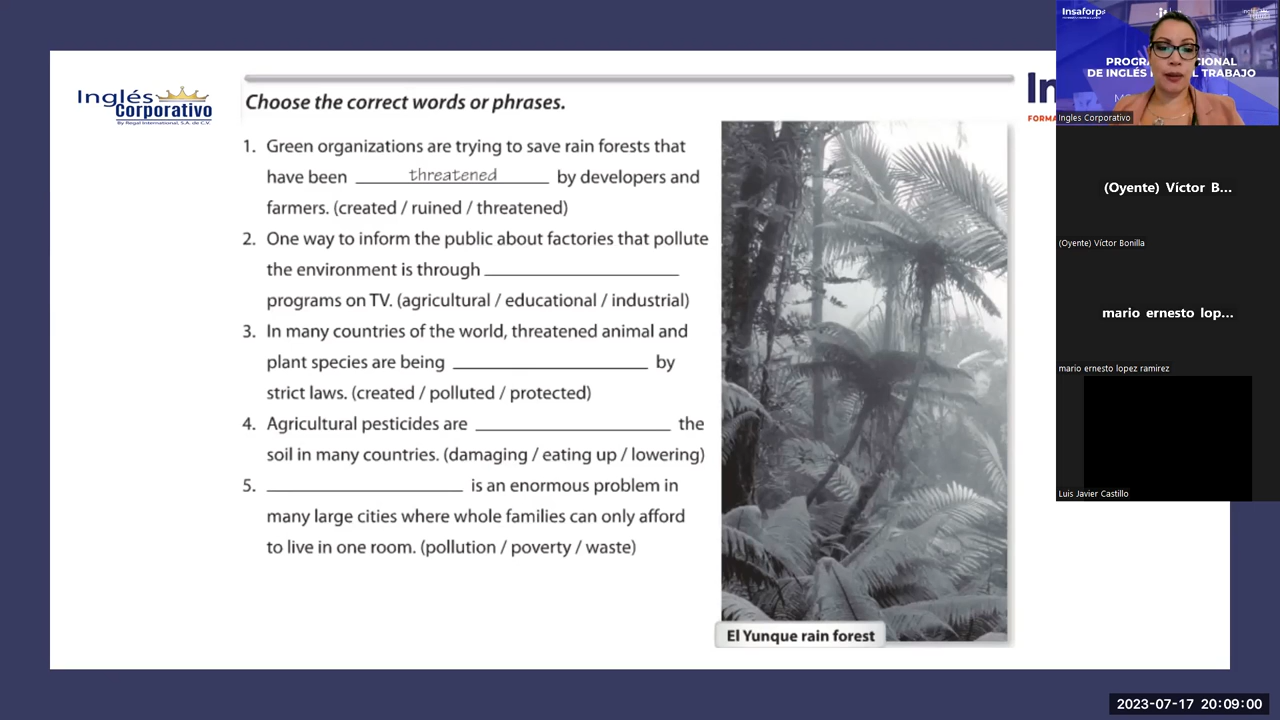 Inglés
Corporativo
By Regal International, S.A. de C.V.
Choose the correct words or phrases.
1. Green organizations are trying to save rain forests that
have been threatened by developers and
farmers. (created / ruined / threatened)
2. One way to inform the public about factories that pollute
the environment is through
programs on TV. (agricultural / educational / industrial)
3. In many countries of the world, threatened animal and
plant species are being by
strict laws. (created / polluted / protected)
4. Agricultural pesticides are the
soil in many countries. (damaging / eating up / lowering)
5. is an enormous problem in
many large cities where whole families can only afford
to live in one room. (pollution / poverty / waste)
El Yunque rain forest
In
FORMA
Insaforp
PROGR CIONAL
DE INGLÉS L TRABAJO
Ingles Corporativo
(Oyente) Víctor B...
(Oyente) Víctor Bonilla
mario ernesto lop...
mario ernesto lopez ramirez
Luis Javier Castillo
2023-07-17 20:09:00